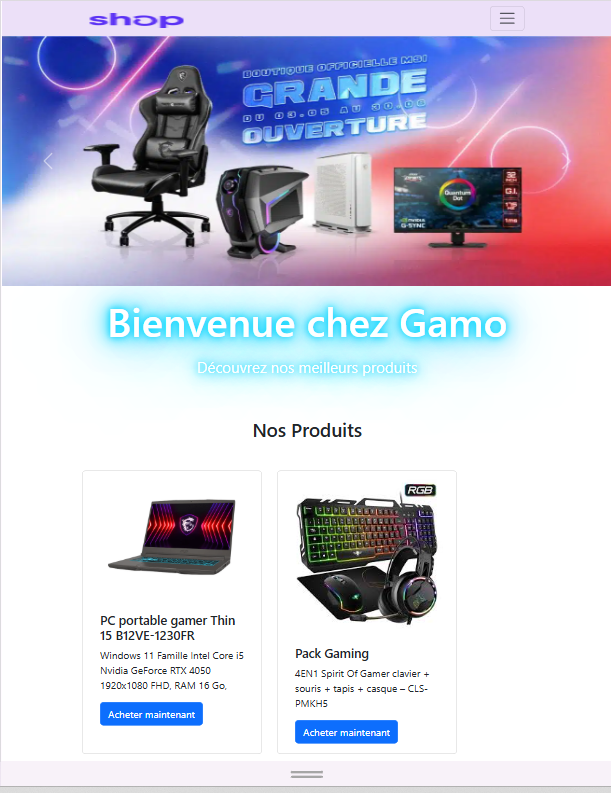 shop
BOUTIQUE OFFICIELLE MSI
GRANDE
DU 03.05 AU 30.06
OUVERTURE
Quantum
Dot
G.I.
NVIDIA
G-SYNC
1ms
Bienvenue chez Gamo
Découvrez nos meilleurs produits
Nos Produits
PC portable gamer Thin
15 B12VE-1230FR
Windows 11 Famille Intel Core i5
Nvidia GeForce RTX 4050
1920x1080 FHD, RAM 16 Go,
Acheter maintenant
RGB
Pack Gaming
4EN1 Spirit Of Gamer clavier +
souris + tapis + casque – CLS-
PMKH5
Acheter maintenant